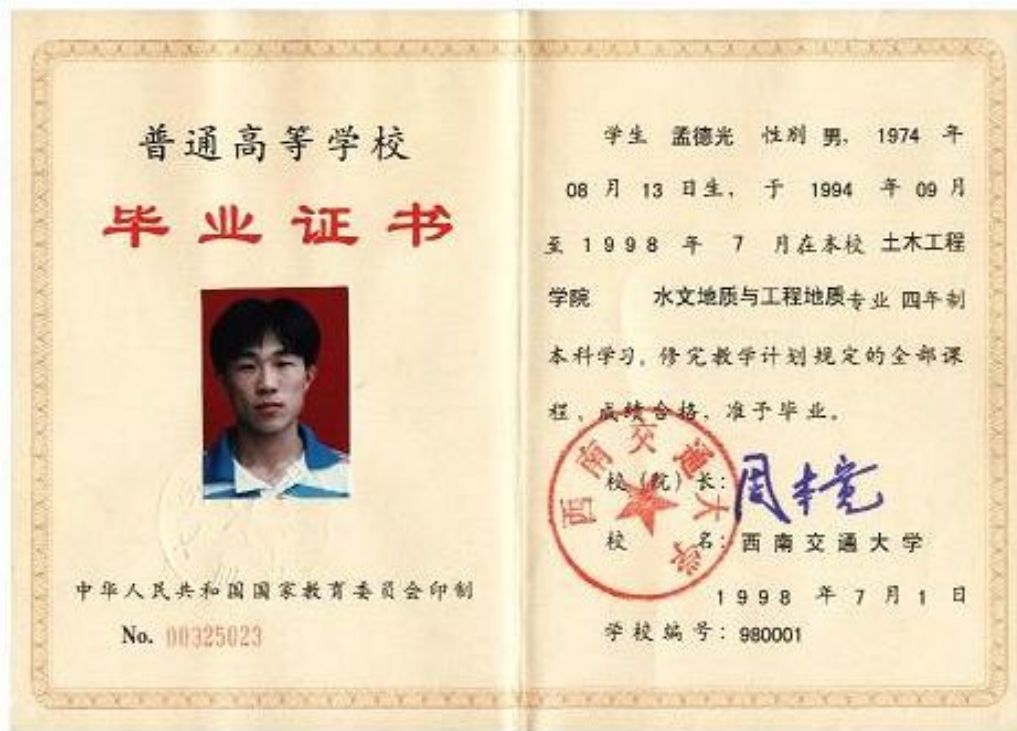 普通高等学校
毕业证书
中华人民共和国国家教育委员会印制
No. 00325023
学生 孟德光 性别 男, 1974 年
08 月 13 日生, 于 1994 年 09 月
至 1998 年 7 月在本校 土木工程
学院 水文地质与工程地质专业 四年制
本科学习, 修完教学计划规定的全部课
程, 成绩合格, 准予毕业。
校(院)长:
校 名: 西南交通大学
1998 年 7 月 1 日
学校编号: 980001
西南交通大学